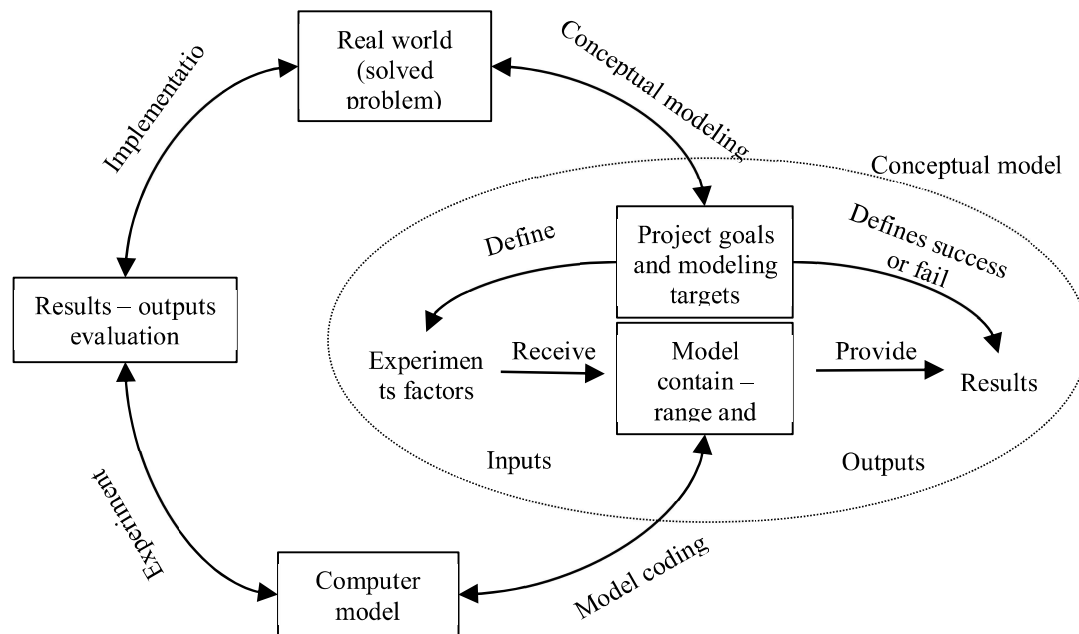 Real world
(solved
problem)
Implementatio
Conceptual modeling
Conceptual model
Define
Project goals
and modeling
targets
Defines success
or fail
Results – outputs
evaluation
Experimen
ts factors
Receive
Model
contain –
range and
Provide
Results
Inputs
Outputs
Experiment
Computer
model
Model coding